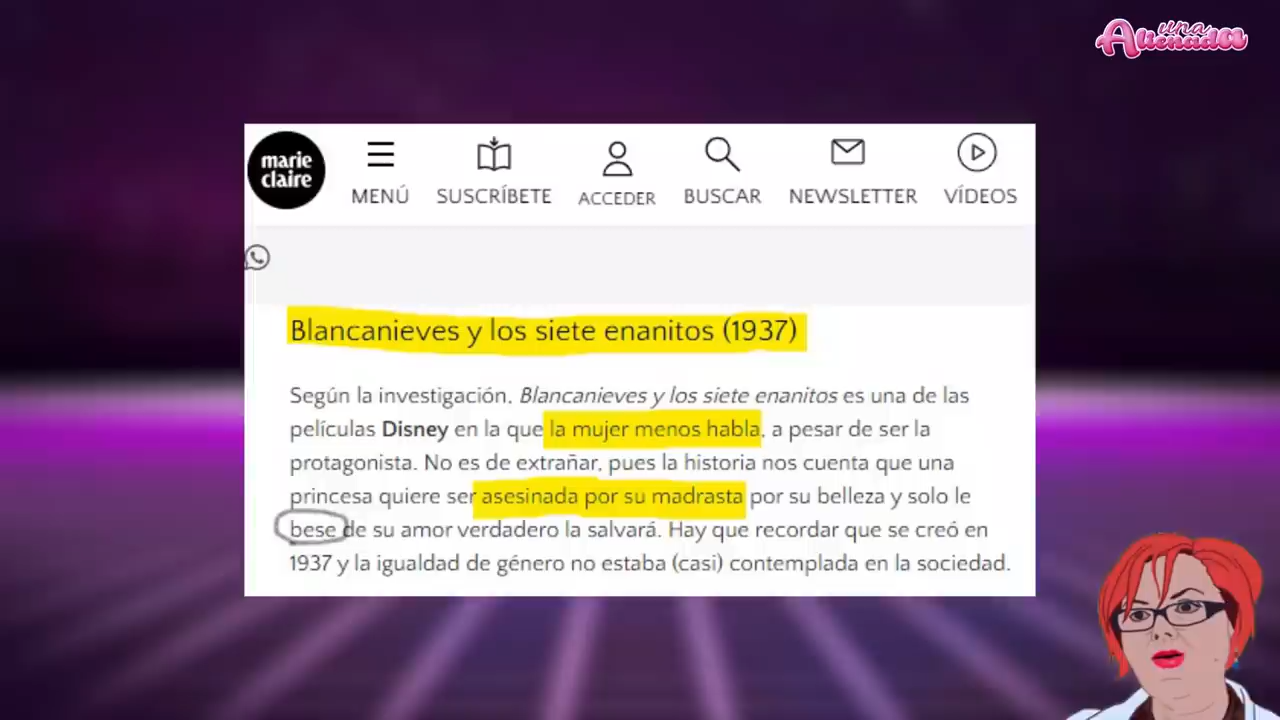 una
Alienada
marie
claire
MENÚ
SUSCRÍBETE
ACCEDER
BUSCAR
NEWSLETTER
VÍDEOS
Blancanieves y los siete enanitos (1937)
Según la investigación, Blancanieves y los siete enanitos es una de las
películas Disney en la que la mujer menos habla, a pesar de ser la
protagonista. No es de extrañar, pues la historia nos cuenta que una
princesa quiere ser asesinada por su madrasta por su belleza y solo le
bese de su amor verdadero la salvará. Hay que recordar que se creó en
1937 y la igualdad de género no estaba (casi) contemplada en la sociedad.